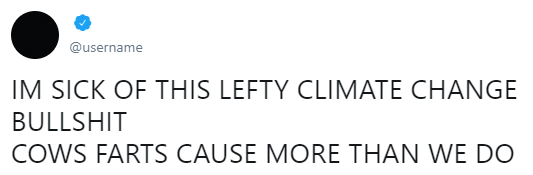 @username
IM SICK OF THIS LEFTY CLIMATE CHANGE
BULLSHIT
COWS FARTS CAUSE MORE THAN WE DO